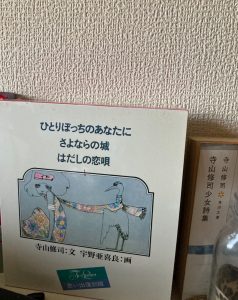 ひとりぼっちのあなたに
さよならの城
はだしの恋唄
寺山修司：文 宇野亜喜良：画
寺山修司
寺山修司少女詩集